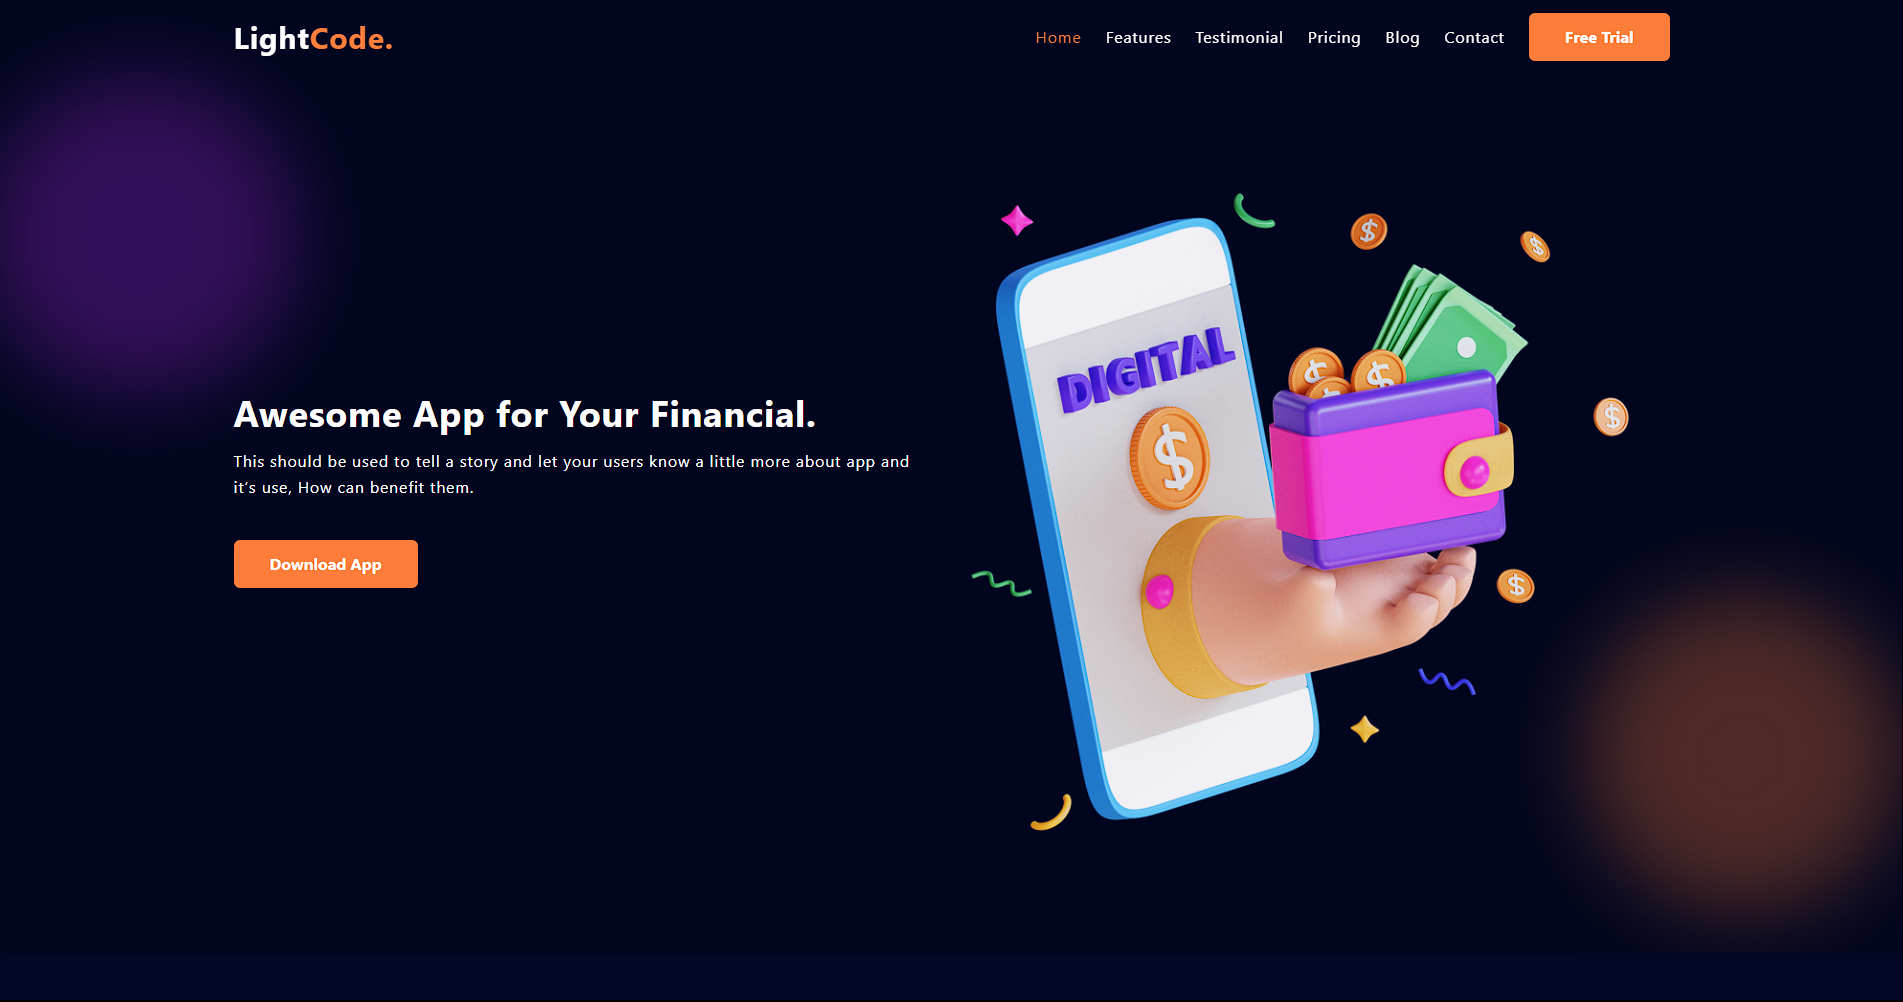 LightCode.
Home Features Testimonial Pricing Blog Contact Free Trial
DIGITAL
Awesome App for Your Financial.
This should be used to tell a story and let your users know a little more about app and
it’s use, How can benefit them.
Download App